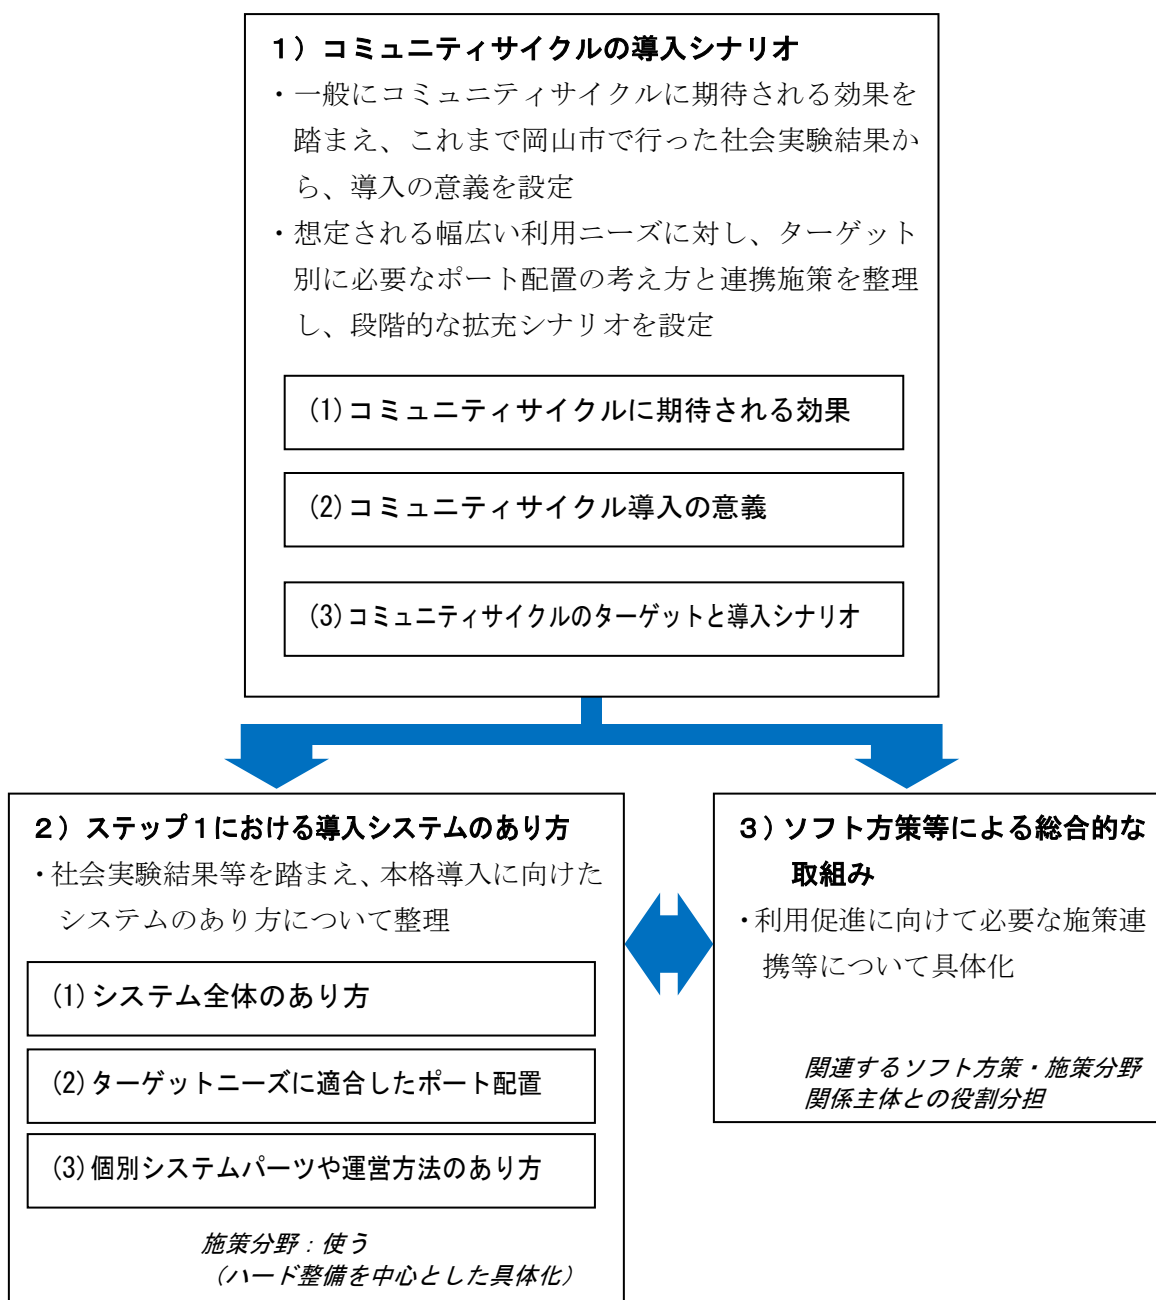 １）コミュニティサイクルの導入シナリオ
・一般にコミュニティサイクルに期待される効果を
踏まえ、これまで岡山市で行った社会実験結果か
ら、導入の意義を設定
・想定される幅広い利用ニーズに対し、ターゲット
別に必要なポート配置の考え方と連携施策を整理
し、段階的な拡充シナリオを設定
(1)コミュニティサイクルに期待される効果
(2)コミュニティサイクル導入の意義
(3)コミュニティサイクルのターゲットと導入シナリオ
２）ステップ１における導入システムのあり方
・社会実験結果等を踏まえ、本格導入に向けた
システムのあり方について整理
(1)システム全体のあり方
(2)ターゲットニーズに適合したポート配置
(3)個別システムパーツや運営方法のあり方
施策分野：使う
（ハード整備を中心とした具体化）
３）ソフト方策等による総合的な
取組み
・利用促進に向けて必要な施策連
携等について具体化
関連するソフト方策・施策分野
関係主体との役割分担